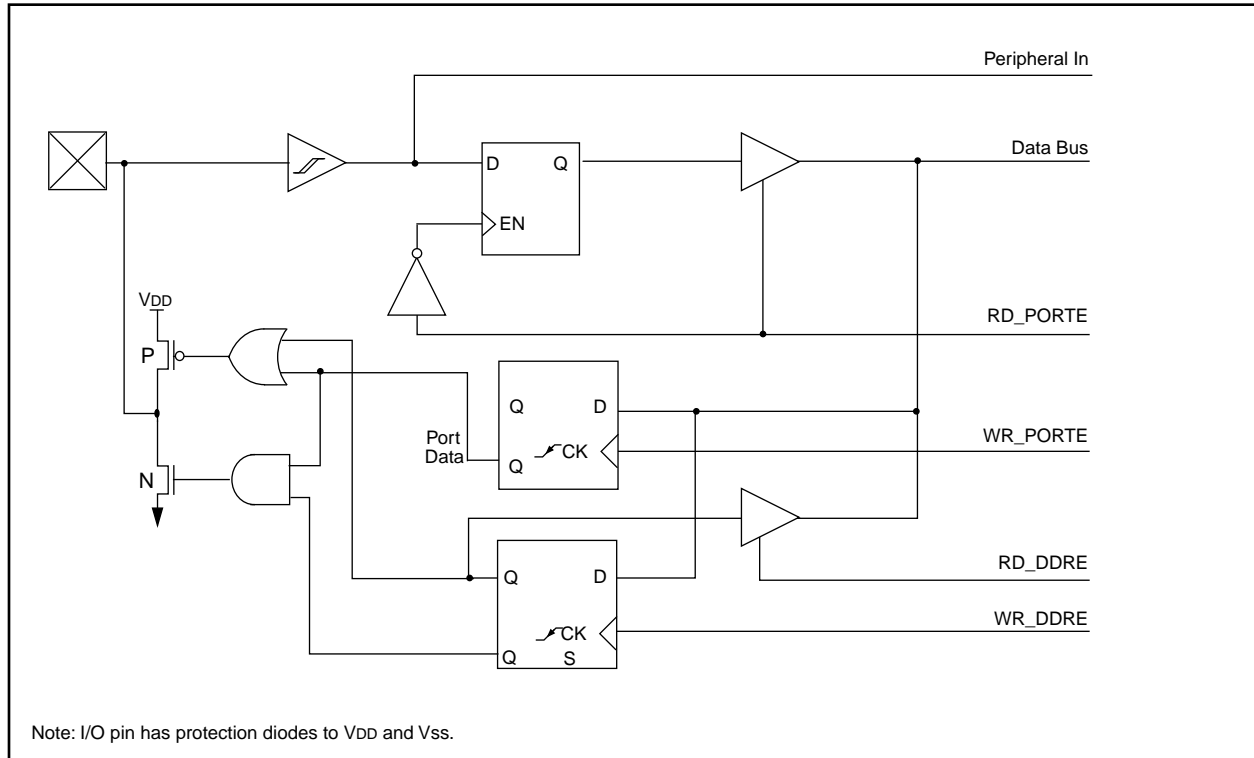 Peripheral In
D Q
Data Bus
EN
VDD
RD_PORTE
P
Q D
Port
Data
CK
WR_PORTE
Q
N
RD_DDRE
Q D
WR_DDRE
CK
Q
S
Note: I/O pin has protection diodes to VDD and Vss.